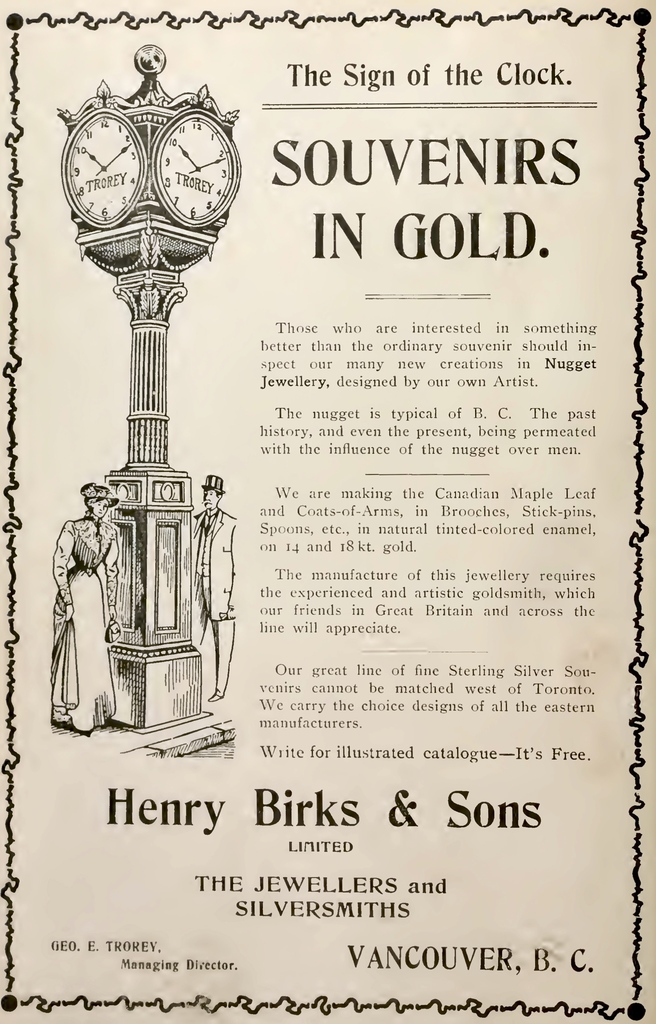 The Sign of the Clock.
SOUVENIRS
IN GOLD.
Those who are interested in something
better than the ordinary souvenir should in-
spect our many new creations in Nugget
Jewellery, designed by our own Artist.
The nugget is typical of B. C. The past
history, and even the present, being permeated
with the influence of the nugget over men.
We are making the Canadian Maple Leaf
and Coats-of-Arms, in Brooches, Stick-pins,
Spoons, etc., in natural tinted-colored enamel,
on 14 and 18 kt. gold.
The manufacture of this jewellery requires
the experienced and artistic goldsmith, which
our friends in Great Britain and across the
line will appreciate.
Our great line of fine Sterling Silver Sou-
venirs cannot be matched west of Toronto.
We carry the choice designs of all the eastern
manufacturers.
Write for illustrated catalogue—It's Free.
TROREY
TROREY
Henry Birks & Sons
LIMITED
THE JEWELLERS and
SILVERSMITHS
GEO. E. TROREY,
Managing Director.
VANCOUVER, B. C.